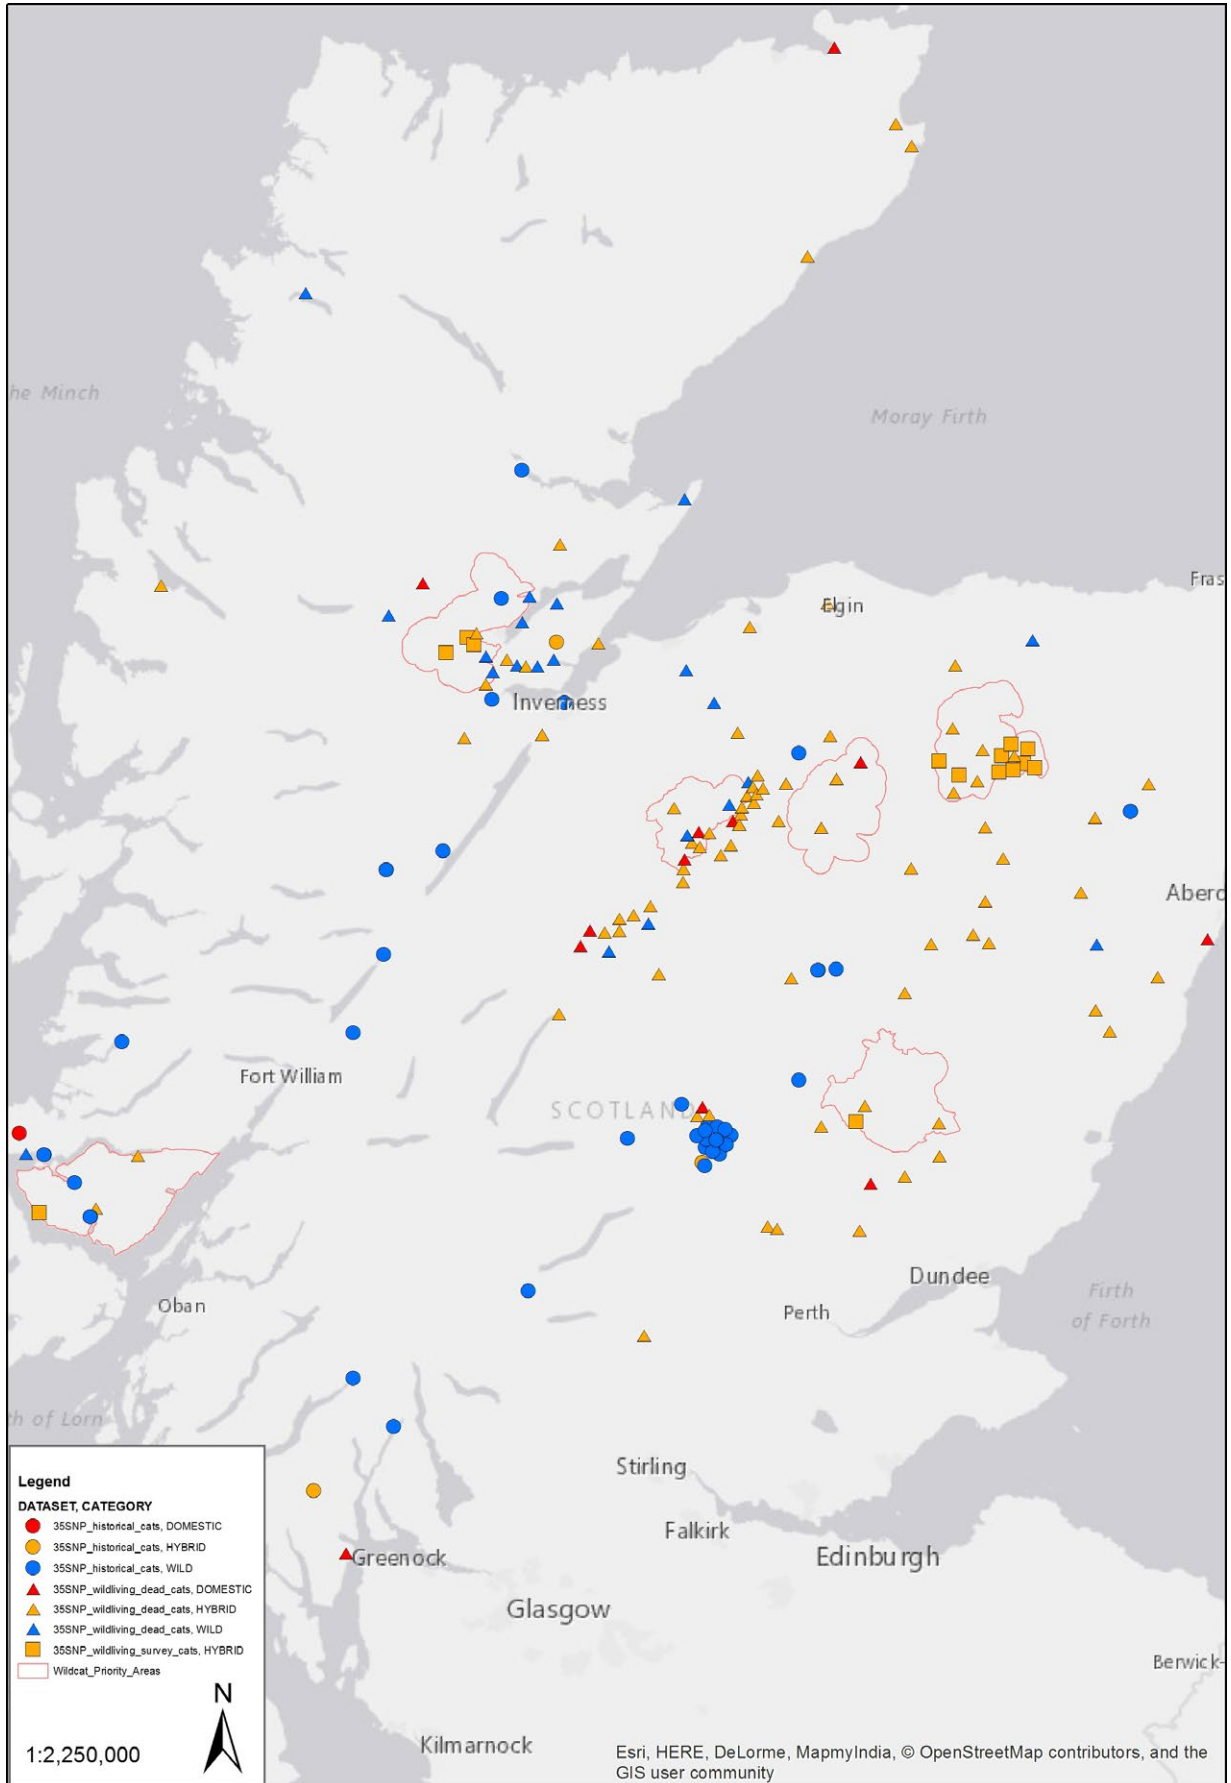 he Minch
Moray Firth
Fras
Elgin
Inverness
Aberd
Fort William
SCOTLAND
Oban
Dundee
Perth
Firth
of Forth
th of Lorn
Stirling
Falkirk
Edinburgh
Greenock
Glasgow
Berwick-
Kilmarnock
Legend
DATASET, CATEGORY
35SNP_historical_cats, DOMESTIC
35SNP_historical_cats, HYBRID
35SNP_historical_cats, WILD
35SNP_wildliving_dead_cats, DOMESTIC
35SNP_wildliving_dead_cats, HYBRID
35SNP_wildliving_dead_cats, WILD
35SNP_wildliving_survey_cats, HYBRID
Wildcat_Priority_Areas
N
1:2,250,000
Esri, HERE, DeLorme, MapmyIndia, © OpenStreetMap contributors, and the
GIS user community